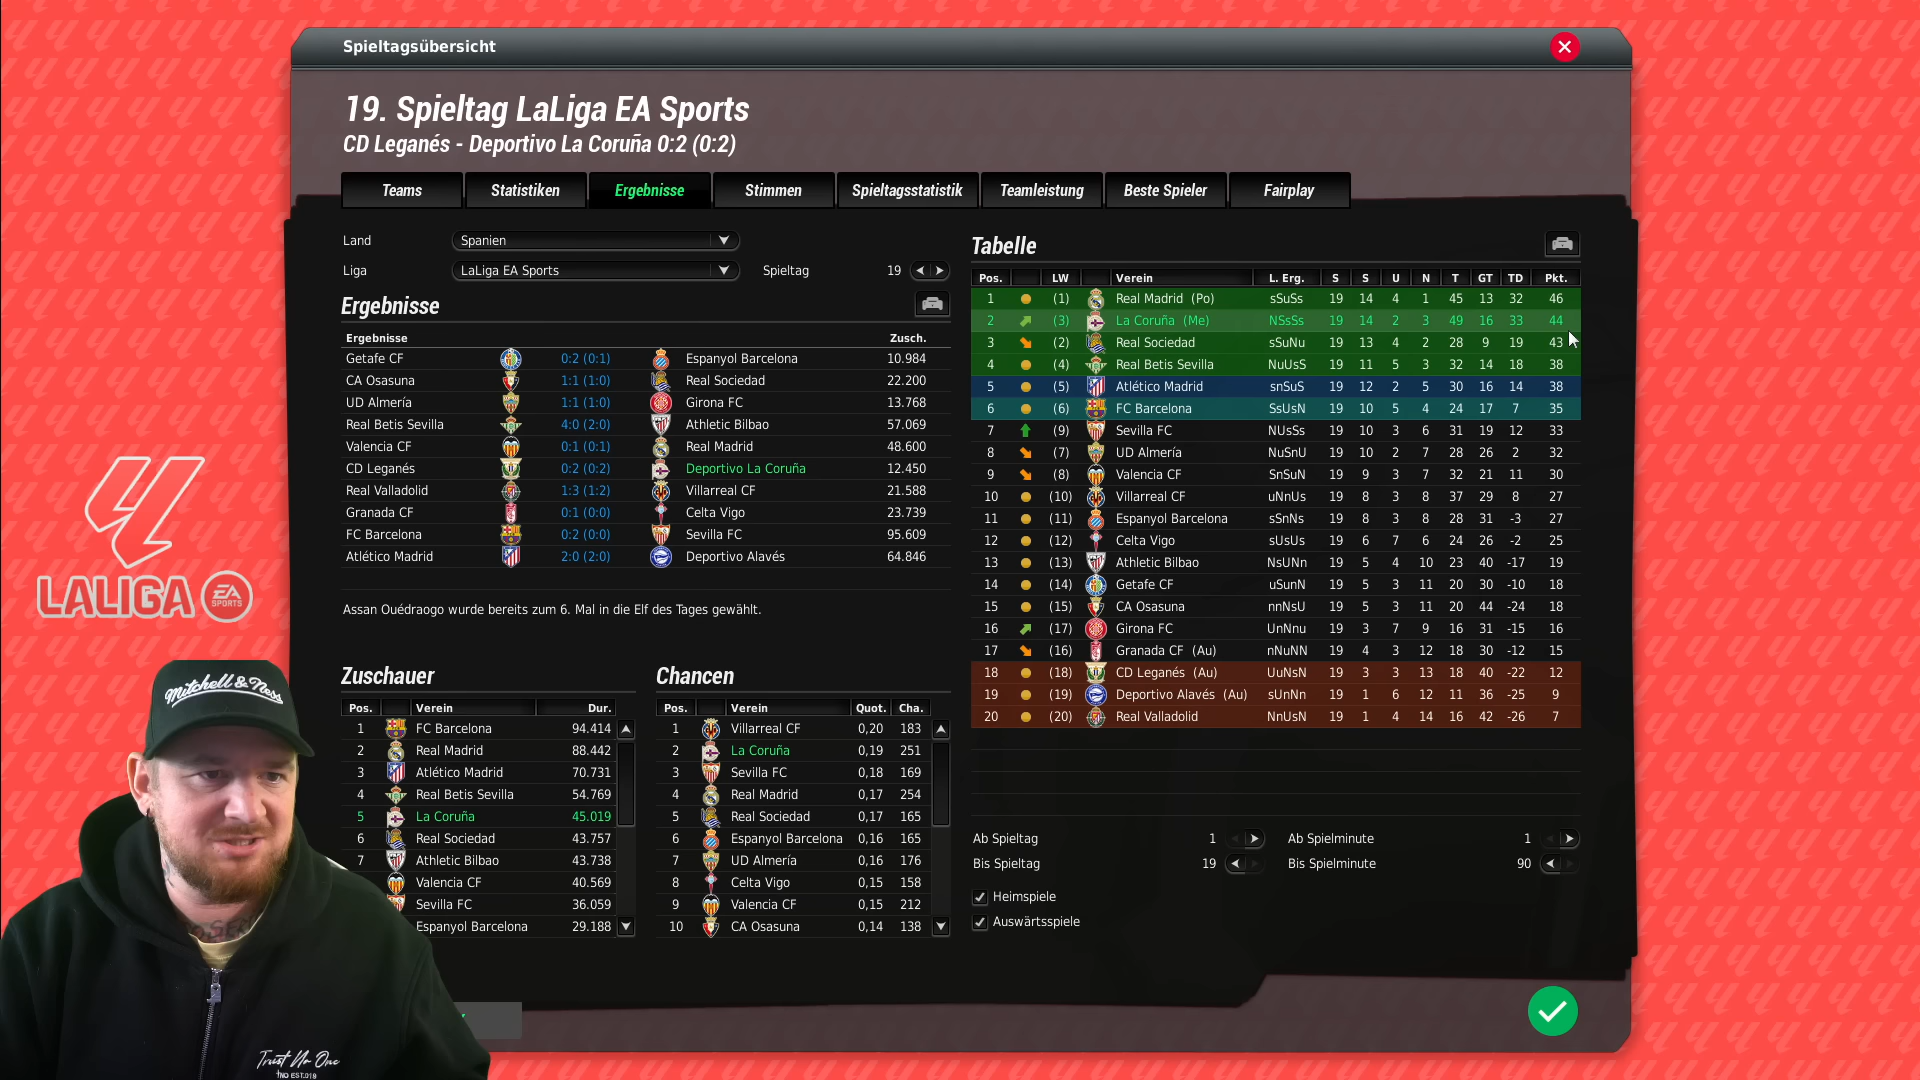 Spieltagsübersicht
19. Spieltag LaLiga EA Sports
CD Leganés - Deportivo La Coruña 0:2 (0:2)
Teams Statistiken Ergebnisse Stimmen Spieltagsstatistik Teamleistung Beste Spieler Fairplay
Land Spanien
Liga LaLiga EA Sports Spieltag 19
Ergebnisse
Ergebnisse Zusch.
Getafe CF 0:2 (0:1) Espanyol Barcelona 10.984
CA Osasuna 1:1 (1:0) Real Sociedad 22.200
UD Almería 1:1 (1:0) Girona FC 13.768
Real Betis Sevilla 4:0 (2:0) Athletic Bilbao 57.069
Valencia CF 0:1 (0:1) Real Madrid 48.600
CD Leganés 0:2 (0:2) Deportivo La Coruña 12.450
Real Valladolid 1:3 (1:2) Villarreal CF 21.588
Granada CF 0:1 (0:0) Celta Vigo 23.739
FC Barcelona 0:2 (0:0) Sevilla FC 95.609
Atlético Madrid 2:0 (2:0) Deportivo Alavés 64.846
Assan Ouédraogo wurde bereits zum 6. Mal in die Elf des Tages gewählt.
Zuschauer
Pos. Verein Dur.
1 FC Barcelona 94.414
2 Real Madrid 88.442
3 Atlético Madrid 70.731
4 Real Betis Sevilla 54.769
5 La Coruña 45.019
6 Real Sociedad 43.757
7 Athletic Bilbao 43.738
Valencia CF 40.569
Sevilla FC 36.059
Espanyol Barcelona 29.188
Chancen
Pos. Verein Quot. Cha.
1 Villarreal CF 0,20 183
2 La Coruña 0,19 251
3 Sevilla FC 0,18 169
4 Real Madrid 0,17 254
5 Real Sociedad 0,17 165
6 Espanyol Barcelona 0,16 165
7 UD Almería 0,16 176
8 Celta Vigo 0,15 158
9 Valencia CF 0,15 212
10 CA Osasuna 0,14 138
Tabelle
Pos. LW Verein L. Erg. S S U N T GT TD Pkt.
1 (1) Real Madrid (Po) sSuSs 19 14 4 1 45 13 32 46
2 (3) La Coruña (Me) NSsSs 19 14 2 3 49 16 33 44
3 (2) Real Sociedad sSuNu 19 13 4 2 28 9 19 43
4 (4) Real Betis Sevilla NuUsS 19 11 5 3 32 14 18 38
5 (5) Atlético Madrid snSuS 19 12 2 5 30 16 14 38
6 (6) FC Barcelona SsUsN 19 10 5 4 24 17 7 35
7 (9) Sevilla FC NUsSs 19 10 3 6 31 19 12 33
8 (7) UD Almería NuSnU 19 10 2 7 28 26 2 32
9 (8) Valencia CF SnSuN 19 9 3 7 32 21 11 30
10 (10) Villarreal CF uNnUs 19 8 3 8 37 29 8 27
11 (11) Espanyol Barcelona sSnNs 19 8 3 8 28 31 -3 27
12 (12) Celta Vigo sUsUs 19 6 7 6 24 26 -2 25
13 (13) Athletic Bilbao NsUNn 19 5 4 10 23 40 -17 19
14 (14) Getafe CF uSunN 19 5 3 11 20 30 -10 18
15 (15) CA Osasuna nnNsU 19 5 3 11 20 44 -24 18
16 (17) Girona FC UnNnu 19 3 7 9 16 31 -15 16
17 (16) Granada CF (Au) nNuNN 19 4 3 12 18 30 -12 15
18 (18) CD Leganés (Au) UuNsN 19 3 3 13 18 40 -22 12
19 (19) Deportivo Alavés (Au) sUnNn 19 1 6 12 11 36 -25 9
20 (20) Real Valladolid NnUsN 19 1 4 14 16 42 -26 7
Ab Spieltag 1 Ab Spielminute 1
Bis Spieltag 19 Bis Spielminute 90
Heimspiele
Auswärtsspiele
LALIGA EA SPORTS
Mitchell & Ness
Trust No One
TNO EST.019